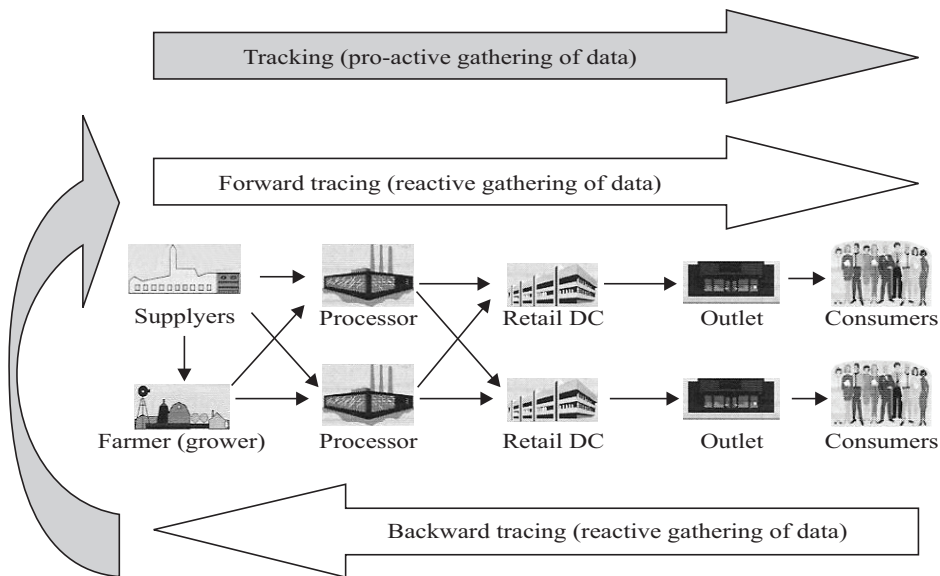 Tracking (pro-active gathering of data)
Forward tracing (reactive gathering of data)
Supplyers
Processor
Retail DC
Outlet
Consumers
Farmer (grower)
Processor
Retail DC
Outlet
Consumers
Backward tracing (reactive gathering of data)